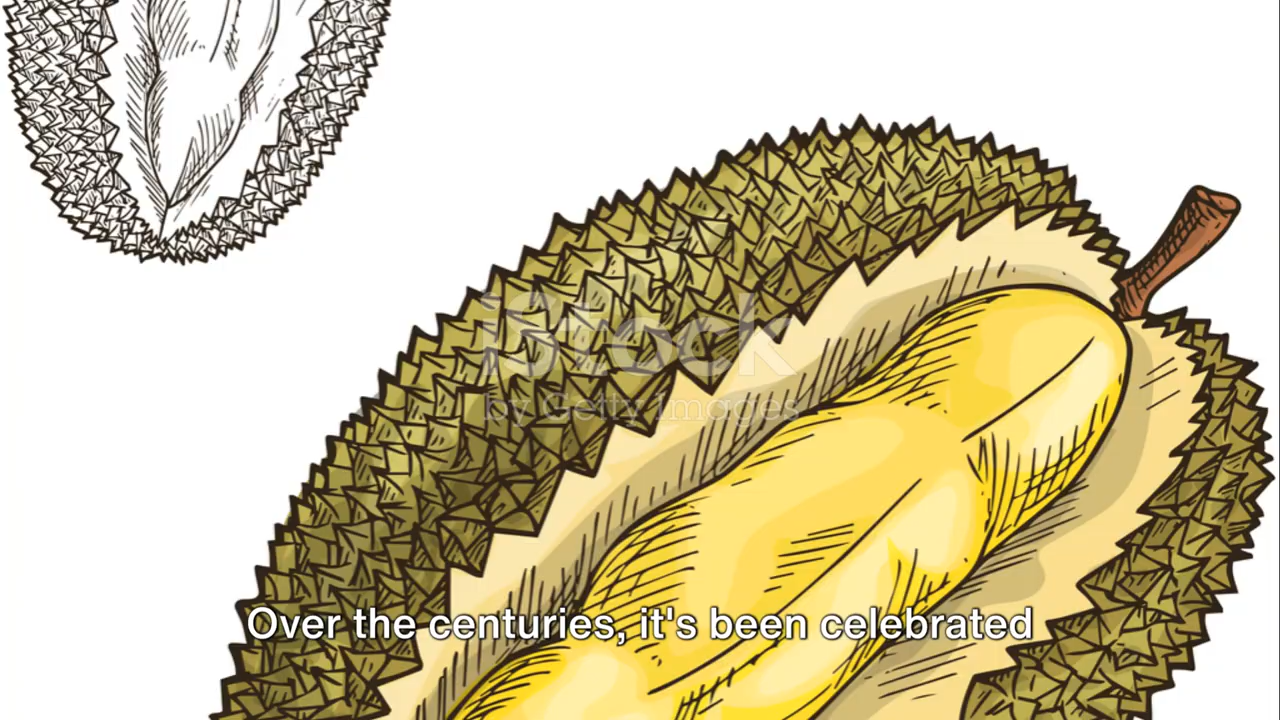 iStock
by Getty Images
Over the centuries, it's been celebrated